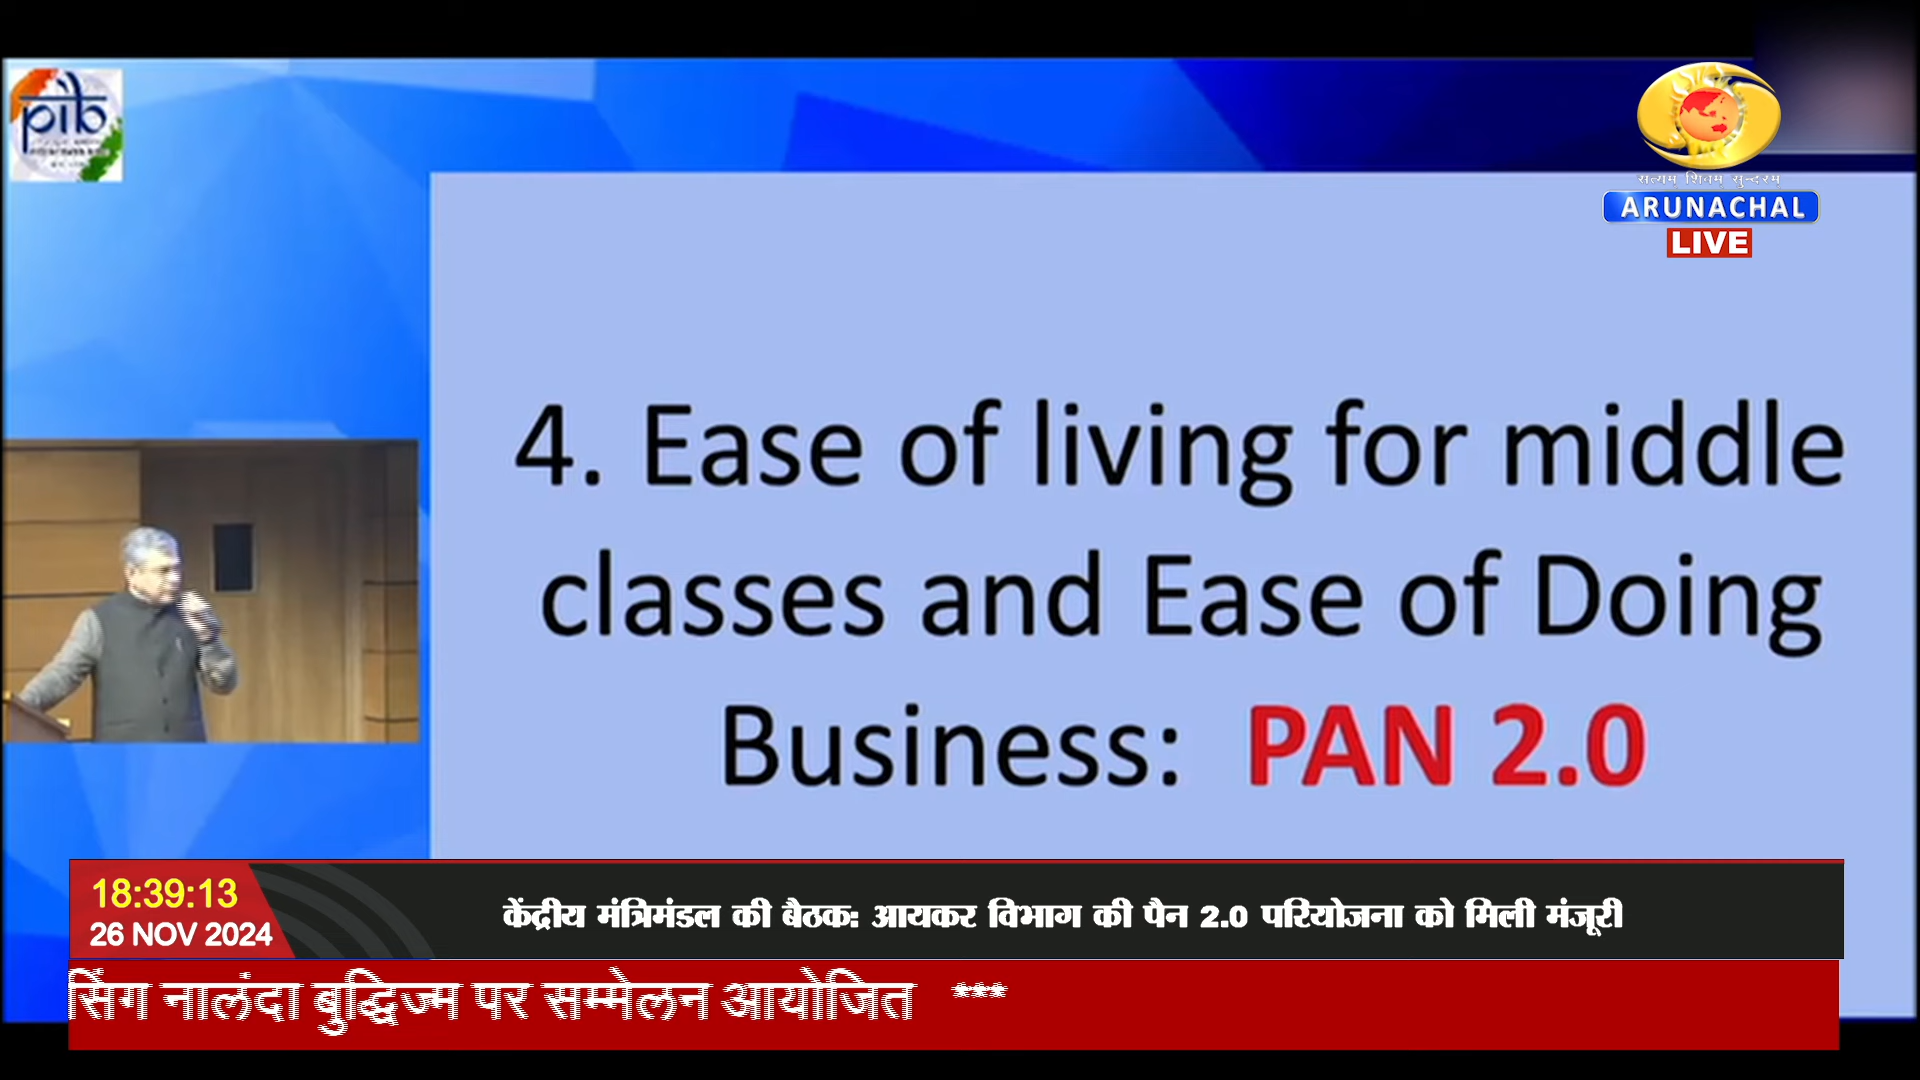 pib
सत्यम शिवम सुन्दरम
ARUNACHAL
LIVE
4. Ease of living for middle
classes and Ease of Doing
Business: PAN 2.0
18:39:13
26 NOV 2024
केंद्रीय मंत्रिमंडल की बैठक: आयकर विभाग की पैन 2.0 परियोजना को मिली मंजूरी
सिंग नालंदा बुद्धिज्म पर सम्मेलन आयोजित ***